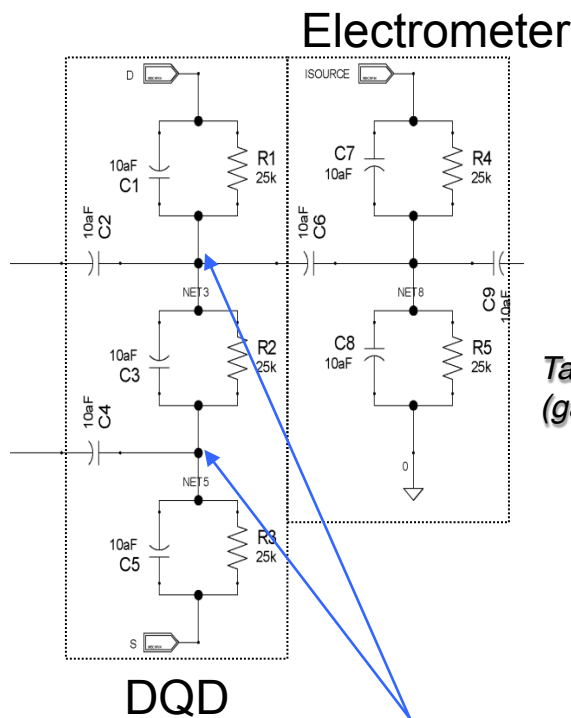 Electrometer
D
ISOURCE
10aF
C1
R1
25k
C7
10aF
R4
25k
10aF
C2
10aF
C6
C9
10aF
NET3
NET8
10aF
C3
R2
25k
C8
10aF
R5
25k
Ta
(ga
10aF
C4
NET5
0
10aF
C5
R3
25k
S
DQD